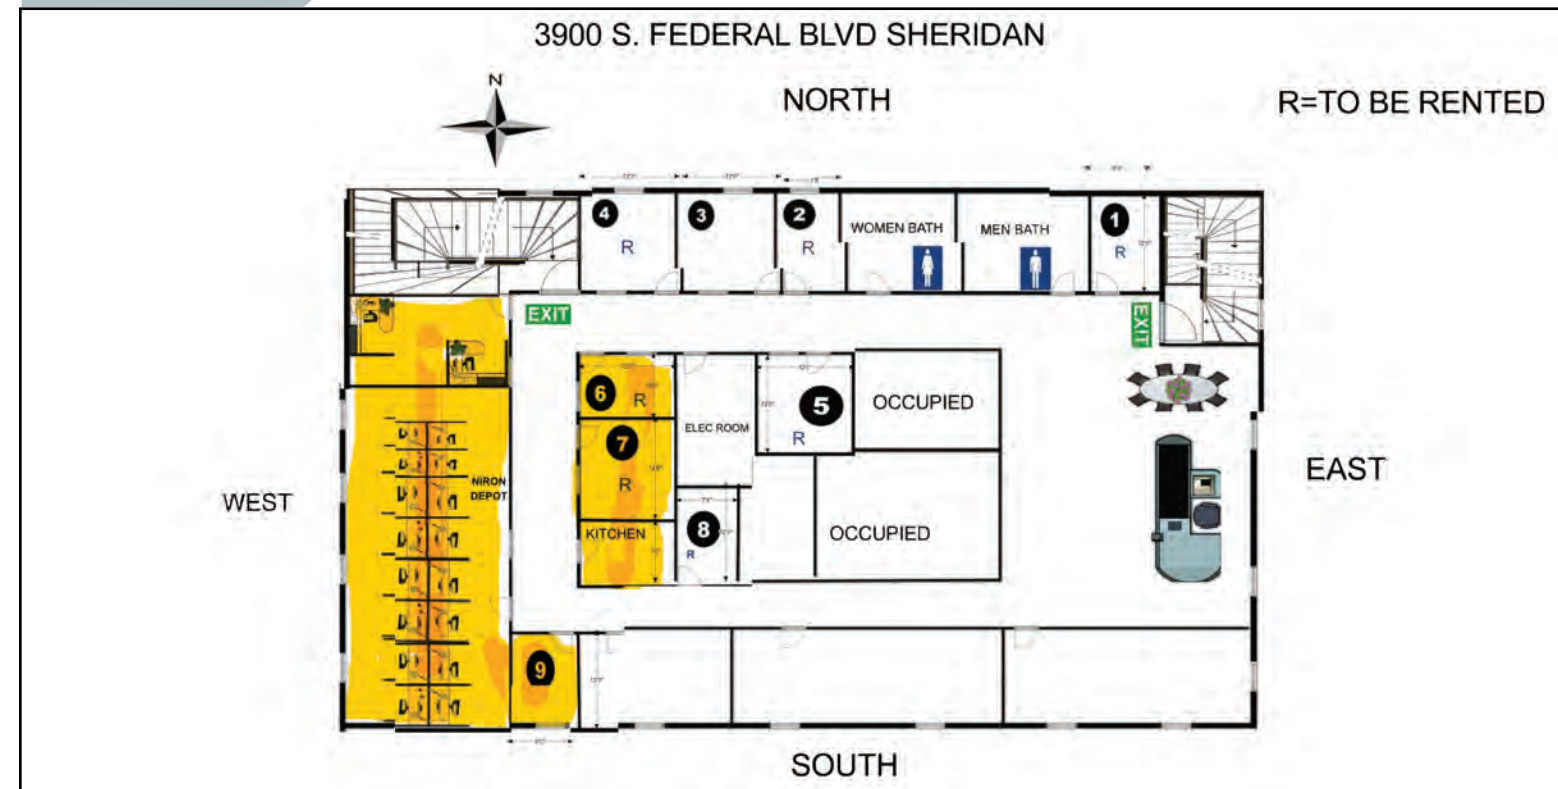 3900 S. FEDERAL BLVD SHERIDAN
N
NORTH
R=TO BE RENTED
4
R
3
2
R
WOMEN BATH
MEN BATH
1
R
EXIT
EXIT
6
R
ELEC ROOM
5
R
OCCUPIED
7
R
NIRON
DEPOT
WEST
EAST
KITCHEN
8
R
OCCUPIED
9
SOUTH